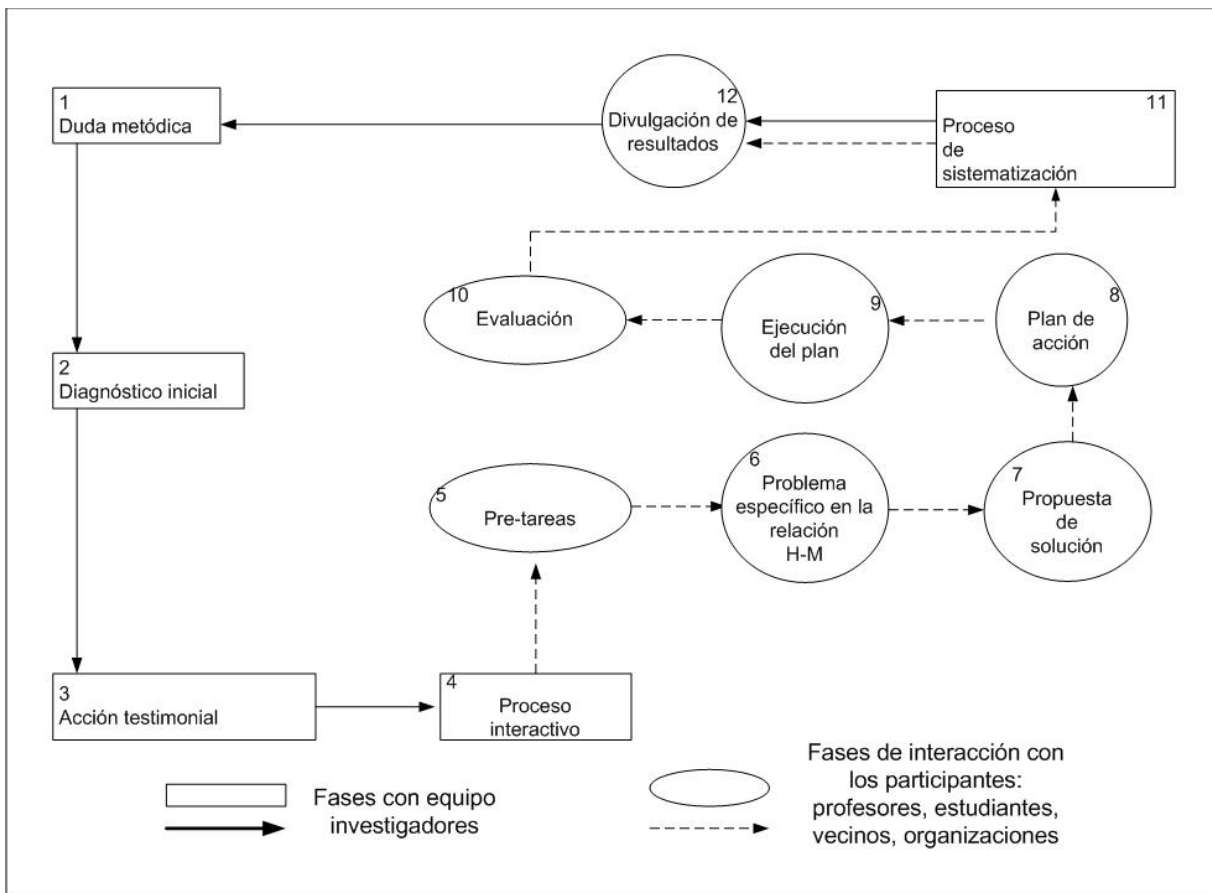 1
Duda metódica
12
Divulgación de
resultados
11
Proceso
de
sistematización
10
Evaluación
9
Ejecución
del plan
8
Plan de
acción
2
Diagnóstico inicial
5
Pre-tareas
6
Problema
específico en la
relación
H-M
7
Propuesta
de
solución
3
Acción testimonial
4
Proceso
interactivo
Fases con equipo
investigadores
Fases de interacción con
los participantes:
profesores, estudiantes,
vecinos, organizaciones